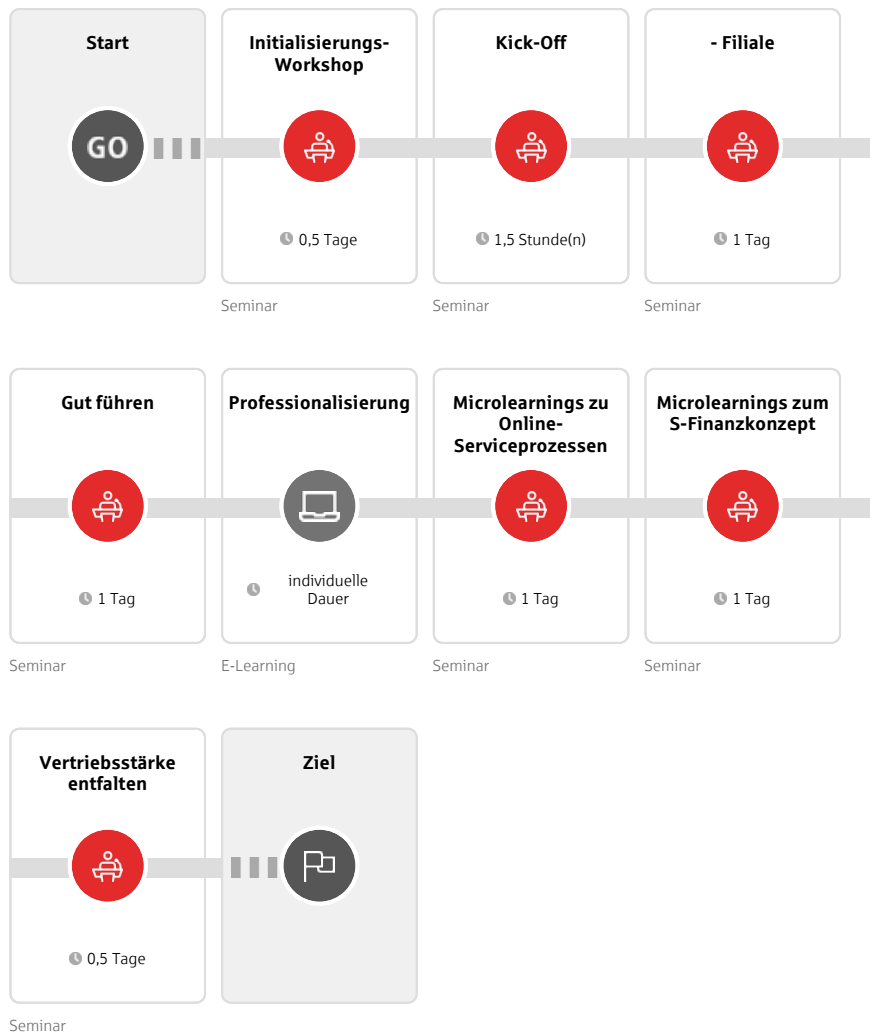 Start
Initialisierungs-
Workshop
Kick-Off
- Filiale
GO
0,5 Tage
1,5 Stunde(n)
1 Tag
Seminar
Seminar
Seminar
Gut führen
Professionalisierung
Microlearnings zu
Online-
Serviceprozessen
Microlearnings zum
S-Finanzkonzept
1 Tag
individuelle
Dauer
1 Tag
1 Tag
Seminar
E-Learning
Seminar
Seminar
Vertriebsstärke
entfalten
Ziel
0,5 Tage
Seminar